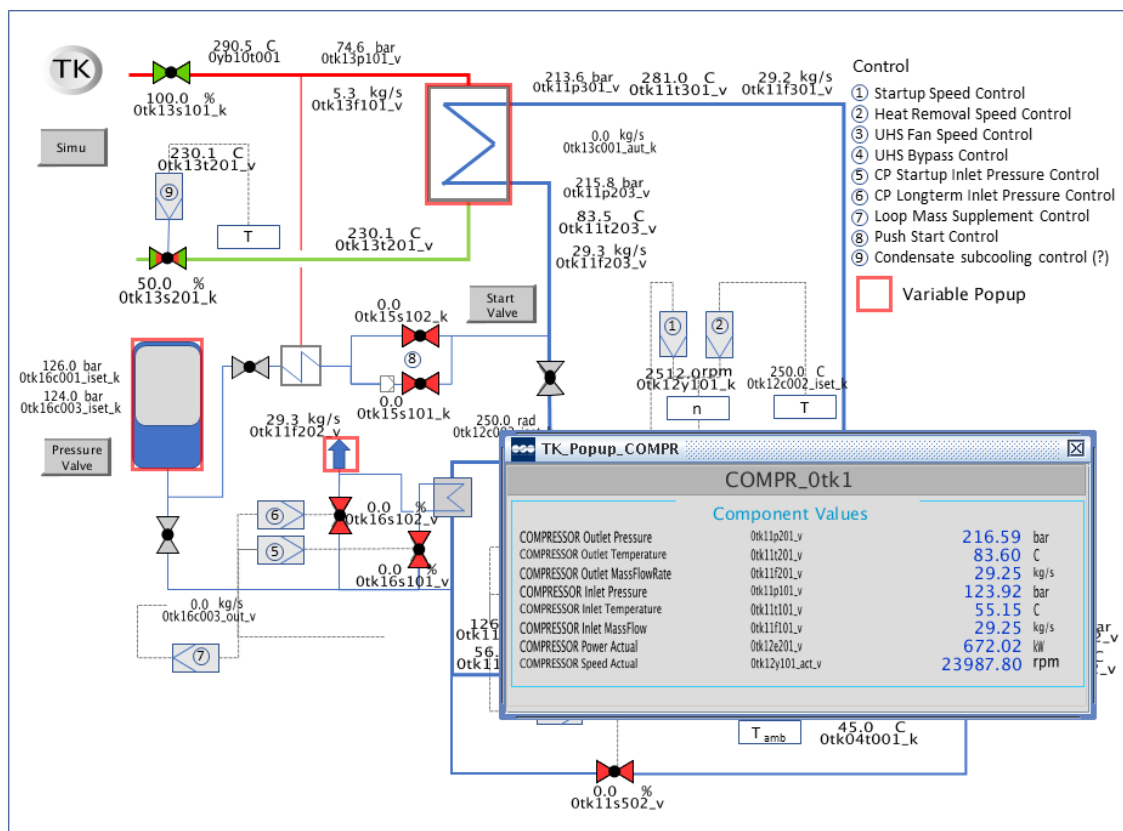 TK
290.5 C
0yb10t001
74.6 bar
0tk13p101_v
100.0 %
0tk13s101_k
5.3 kg/s
0tk13f101_v
213.6 bar
0tk11p301_v
281.0 C
0tk11t301_v
29.2 kg/s
0tk11f301_v
Simu
230.1 C
0tk13t201_v
9
T
0.0 kg/s
0tk13c001_aut_k
215.8 bar
0tk11p203_v
83.5 C
0tk11t203_v
29.3 kg/s
0tk11f203_v
230.1 C
0tk13t201_v
50.0 %
0tk13s201_k
Control
1 Startup Speed Control
2 Heat Removal Speed Control
3 UHS Fan Speed Control
4 UHS Bypass Control
5 CP Startup Inlet Pressure Control
6 CP Longterm Inlet Pressure Control
7 Loop Mass Supplement Control
8 Push Start Control
9 Condensate subcooling control (?)
Variable Popup
Start
Valve
0.0
0tk15s102_k
8
0.0
0tk15s101_k
1
2
2512.0 rpm
0tk12y101_k
250.0 C
0tk12c002_iset_k
n
T
126.0 bar
0tk16c001_iset_k
124.0 bar
0tk16c003_iset_k
Pressure
Valve
29.3 kg/s
0tk11f202_v
250.0 rad
6
0.0 %
0tk16s102_v
5
0.0 %
0tk16s101_v
0.0 kg/s
0tk16c003_out_v
7
TK_Popup_COMPR
COMPR_0tk1
Component Values
COMPRESSOR Outlet Pressure 0tk11p201_v 216.59 bar
COMPRESSOR Outlet Temperature 0tk11t201_v 83.60 C
COMPRESSOR Outlet MassFlowRate 0tk11f201_v 29.25 kg/s
COMPRESSOR Inlet Pressure 0tk11p101_v 123.92 bar
COMPRESSOR Inlet Temperature 0tk11t101_v 55.15 C
COMPRESSOR Inlet MassFlow 0tk11f101_v 29.25 kg/s
COMPRESSOR Power Actual 0tk12e201_v 672.02 kW
COMPRESSOR Speed Actual 0tk12y101_act_v 23987.80 rpm
T amb
45.0 C
0tk04t001_k
0.0 %
0tk11s502_v